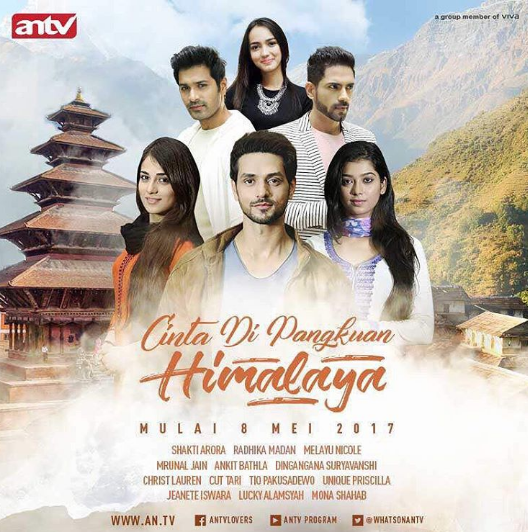 antv
a group member of VIVA
Cinta Di Pangkuan
Himalaya
MULAI 8 MEI 2017
SHAKTI ARORA RADHIKA MADAN MELAYU NICOLE
MRUNAL JAIN ANKIT BATHLA DINGANGANA SURYAVANSHI
CHRIST LAUREN CUT TARI TIO PAKUSADEWO UNIQUE PRISCILLA
JEANETE ISWARA LUCKY ALAMSYAH MONA SHAHAB
WWW.AN.TV ANTVLOVERS ANTV PROGRAM @WHATSONANTV